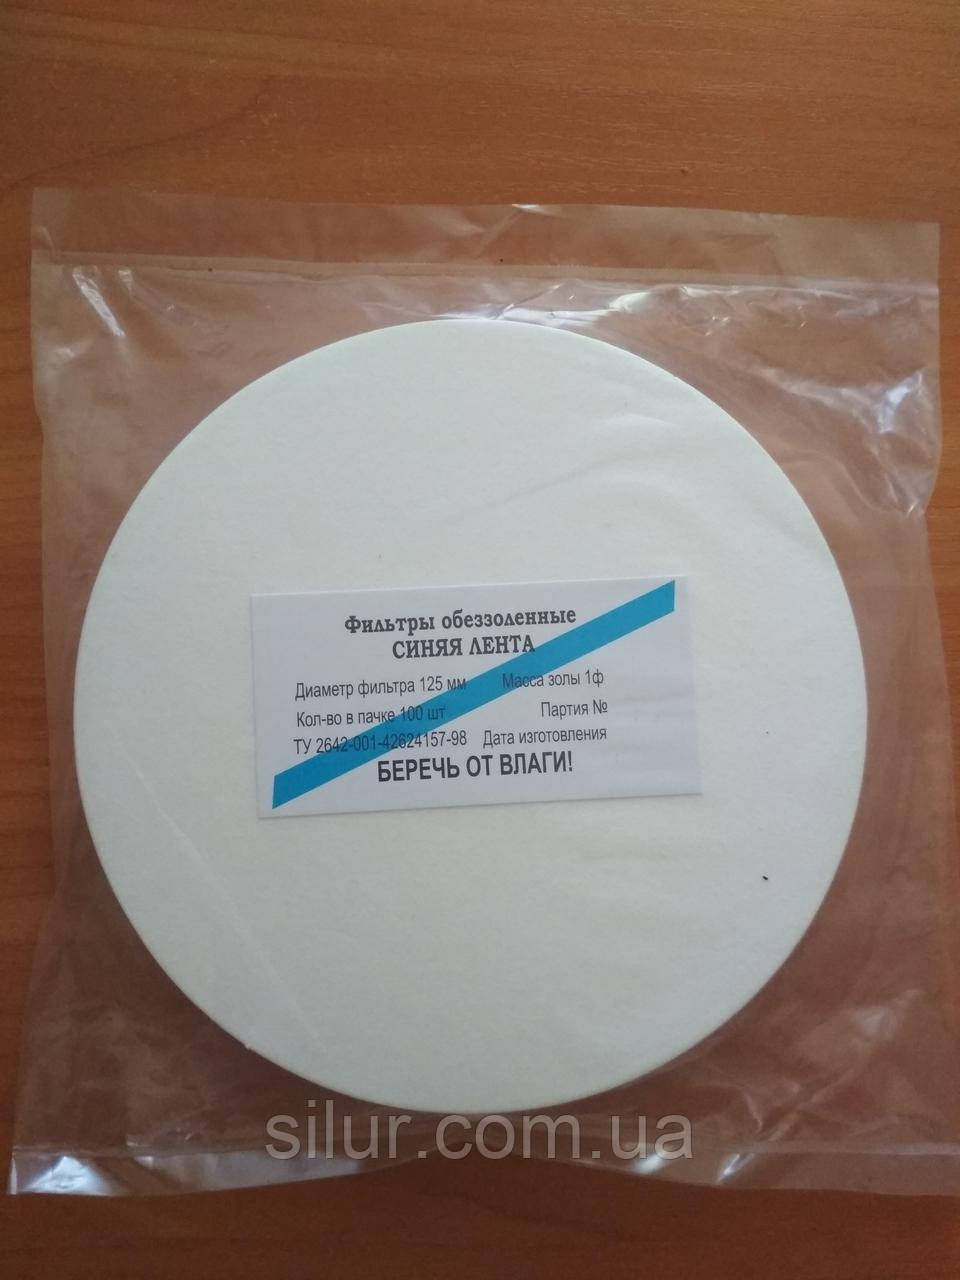 Фильтры обеззоленные
СИНЯЯ ЛЕНТА
Диаметр фильтра 125 мм Масса золы 1ф
Кол-во в пачке 100 шт Партия №
ТУ 2642-001-42624157-98 Дата изготовления
БЕРЕЧЬ ОТ ВЛАГИ!
silur.com.ua